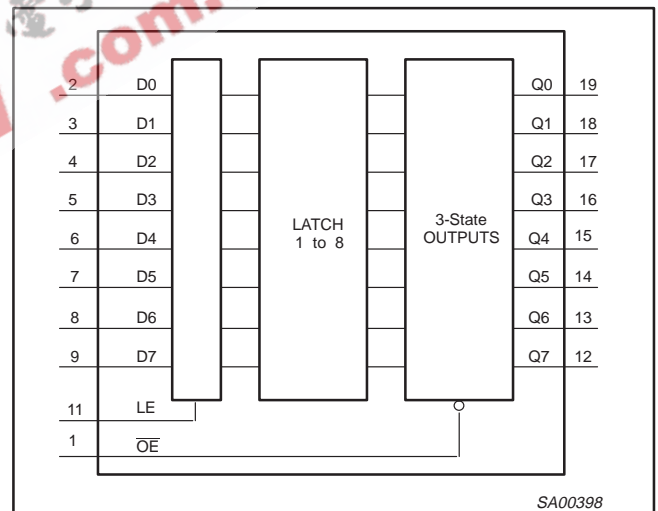 .com
2 D0 Q0 19
3 D1 Q1 18
4 D2 Q2 17
5 D3 Q3 16
6 D4 Q4 15
7 D5 Q5 14
8 D6 Q6 13
9 D7 Q7 12
LATCH
1 to 8
3-State
OUTPUTS
11 LE
1 OE
SA00398